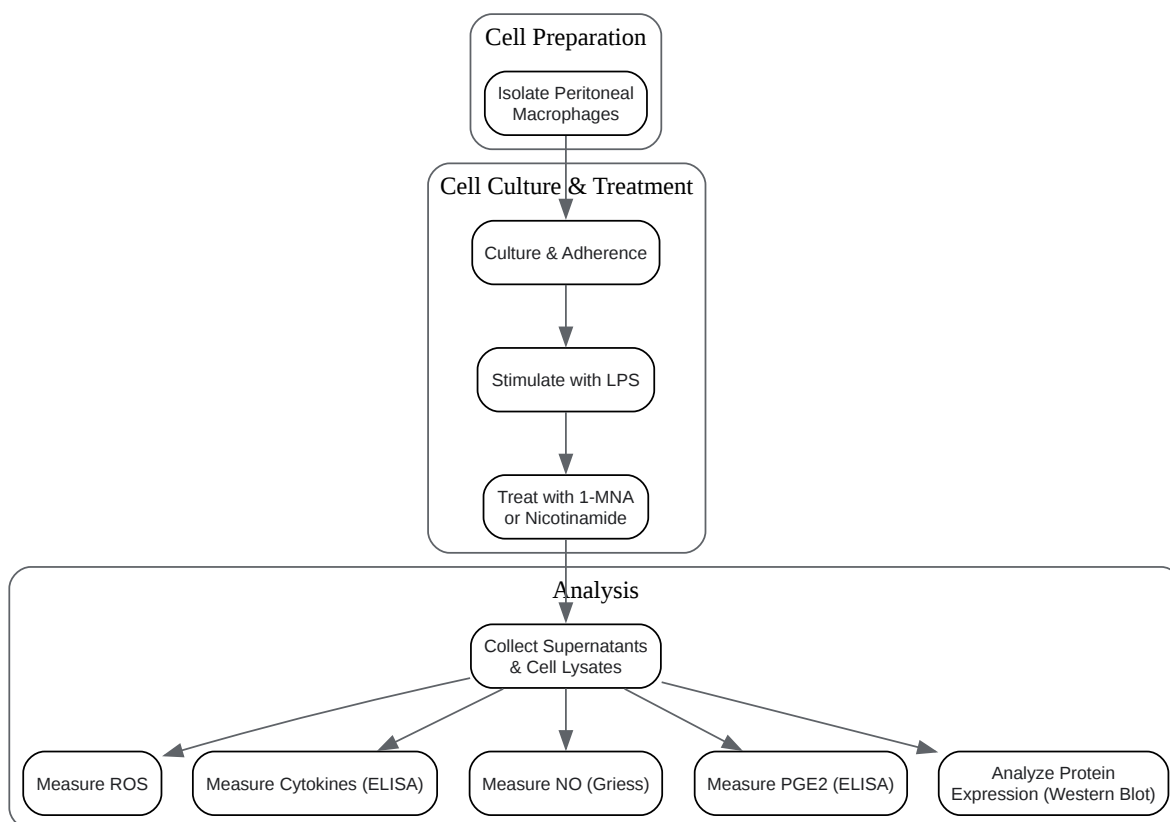 Cell Preparation
Isolate Peritoneal
Macrophages
Cell Culture & Treatment
Culture & Adherence
Stimulate with LPS
Treat with 1-MNA
or Nicotinamide
Analysis
Collect Supernatants
& Cell Lysates
Measure ROS
Measure Cytokines (ELISA)
Measure NO (Griess)
Measure PGE2 (ELISA)
Analyze Protein
Expression (Western Blot)